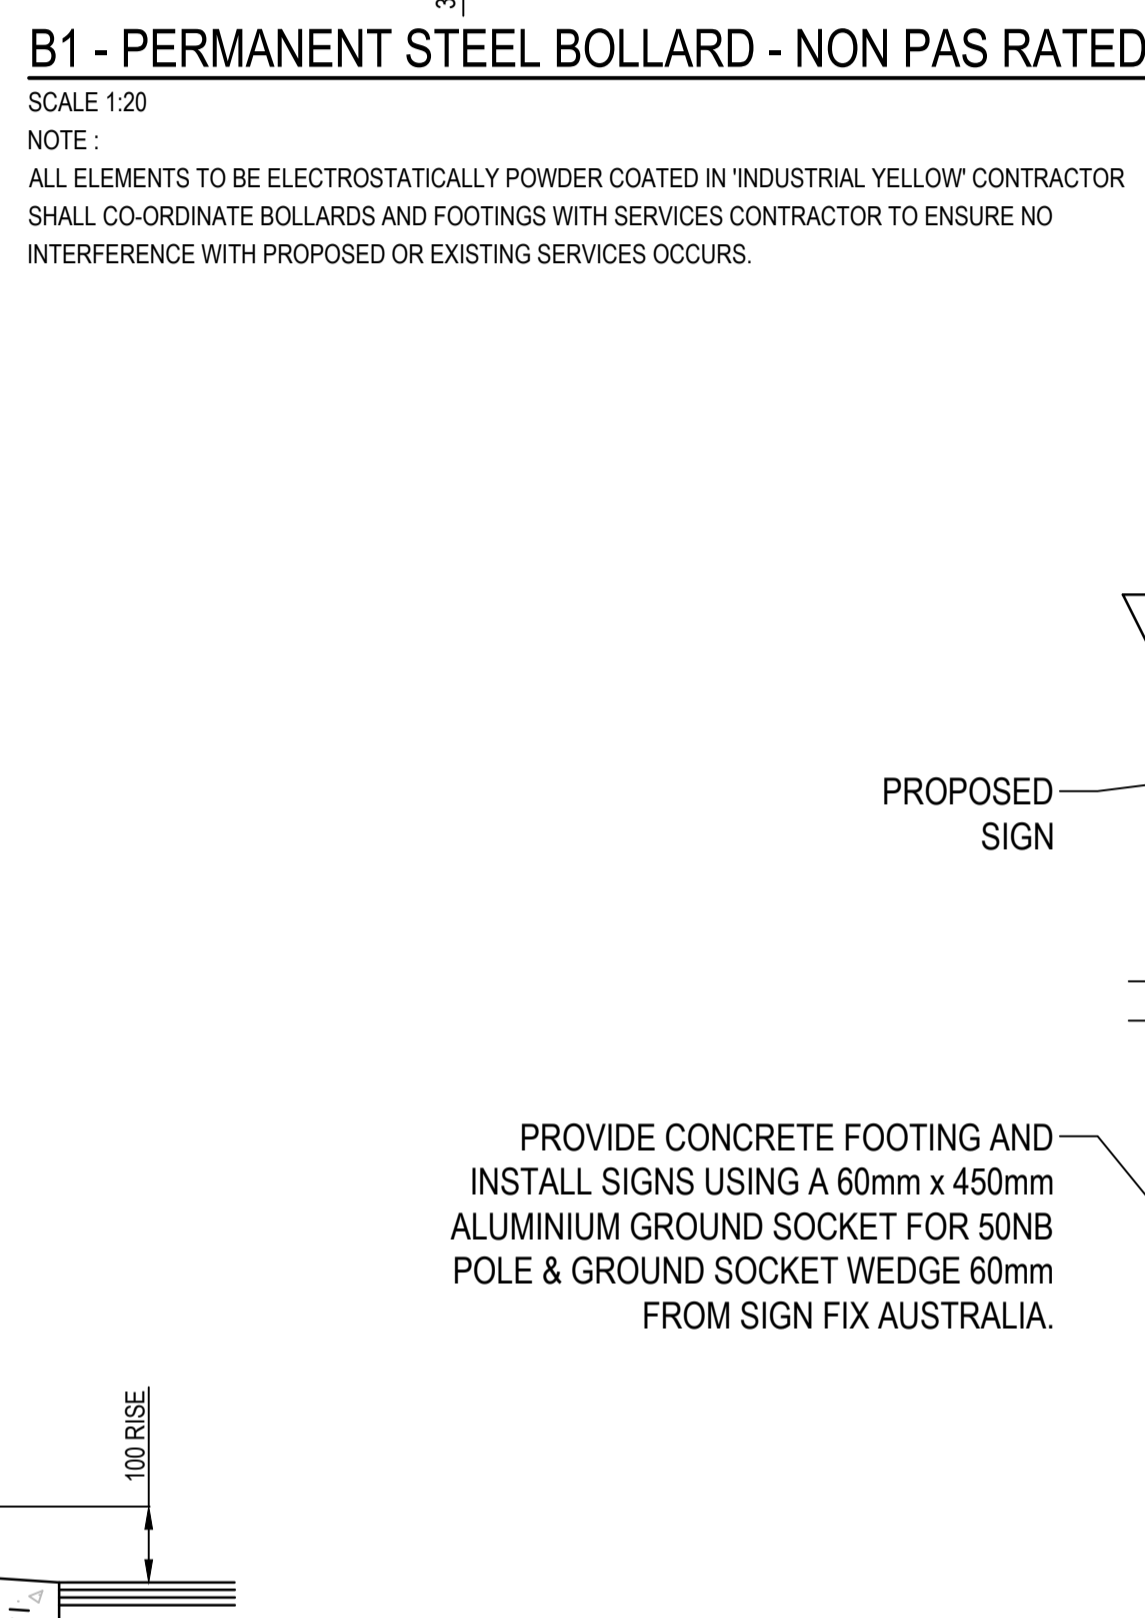 B1 - PERMANENT STEEL BOLLARD - NON PAS RATED
SCALE 1:20
NOTE :
ALL ELEMENTS TO BE ELECTROSTATICALLY POWDER COATED IN 'INDUSTRIAL YELLOW' CONTRACTOR
SHALL CO-ORDINATE BOLLARDS AND FOOTINGS WITH SERVICES CONTRACTOR TO ENSURE NO
INTERFERENCE WITH PROPOSED OR EXISTING SERVICES OCCURS.
PROPOSED
SIGN
PROVIDE CONCRETE FOOTING AND
INSTALL SIGNS USING A 60mm x 450mm
ALUMINIUM GROUND SOCKET FOR 50NB
POLE & GROUND SOCKET WEDGE 60mm
FROM SIGN FIX AUSTRALIA.
100 RISE